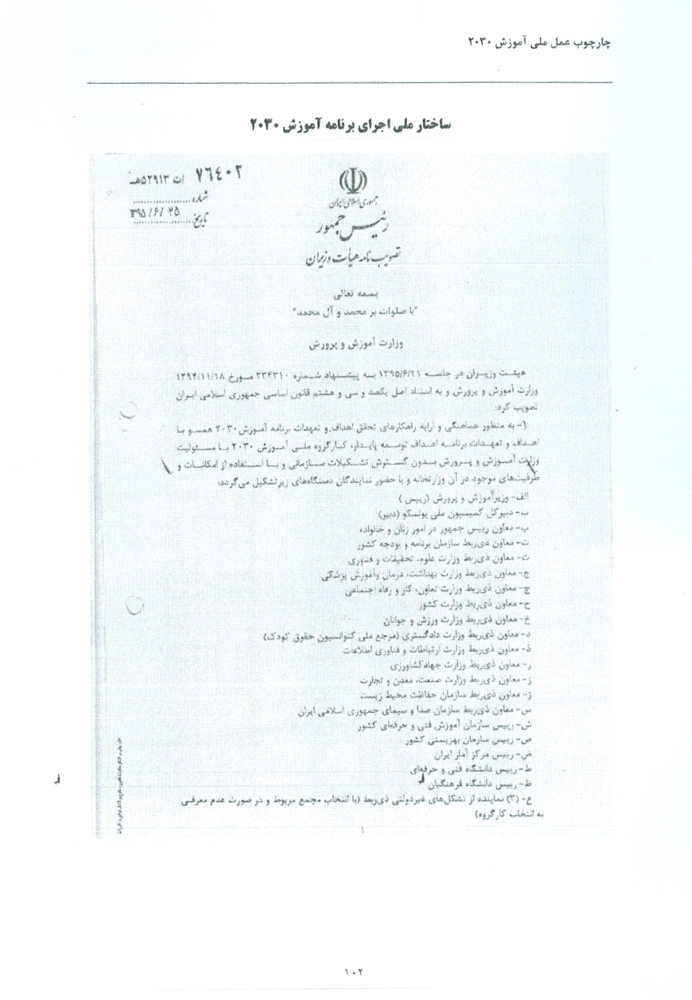 چارچوب عمل ملی آموزش ۲۰۳۰
ساختار ملی اجرای برنامه آموزش ۲۰۳۰
۷٦٤۰۲ /ت ۵۲۹۱۳هـ
شماره
۱۳۹۵/۶/۲۵
تاریخ
جمهوری اسلامی ایران
رئیس جمهور
تصویب نامه هیأت وزیران
بسمه تعالی
"با صلوات بر محمد و آل محمد"
وزارت آموزش و پرورش
هیئت وزیران در جلسه ۱۳۹۵/۶/۲۱ به پیشنهاد شماره ۲۳۴۳۱۰ مورخ ۱۳۹۴/۱۱/۱۸
وزارت آموزش و پرورش و به استناد اصل یکصد و سی و هشتم قانون اساسی جمهوری اسلامی ایران
تصویب کرد:
۱- به منظور هماهنگی و ارایه راهکارهای تحقق اهداف و تعهدات برنامه آموزش ۲۰۳۰ همسو با
اهداف و تعهدات برنامه اهداف توسعه پایدار، کارگروه ملی آموزش ۲۰۳۰ با مسئولیت
وزارت آموزش و پرورش بدون گسترش تشکیلات سازمانی و با استفاده از امکانات و
ظرفیت‌های موجود در آن وزارتخانه و با حضور نمایندگان دستگاه‌های زیر تشکیل می‌گردد:
الف- وزیر آموزش و پرورش (رییس)
ب- دبیرکل کمیسیون ملی یونسکو (دبیر)
پ- معاون رییس جمهور در امور زنان و خانواده
ت- معاون ذی‌ربط سازمان برنامه و بودجه کشور
ث- معاون ذی‌ربط وزارت علوم، تحقیقات و فناوری
ج- معاون ذی‌ربط وزارت بهداشت، درمان و آموزش پزشکی
چ- معاون ذی‌ربط وزارت تعاون، کار و رفاه اجتماعی
ح- معاون ذی‌ربط وزارت کشور
خ- معاون ذی‌ربط وزارت ورزش و جوانان
د- معاون ذی‌ربط وزارت دادگستری (مرجع ملی کنوانسیون حقوق کودک)
ذ- معاون ذی‌ربط وزارت ارتباطات و فناوری اطلاعات
ر- معاون ذی‌ربط وزارت جهادکشاورزی
ز- معاون ذی‌ربط وزارت صنعت، معدن و تجارت
ژ- معاون ذی‌ربط سازمان حفاظت محیط زیست
س- معاون ذی‌ربط سازمان صدا و سیمای جمهوری اسلامی ایران
ش- رییس سازمان آموزش فنی و حرفه‌ای کشور
ص- رییس سازمان بهزیستی کشور
ض- رییس مرکز آمار ایران
ط- رییس دانشگاه فنی و حرفه‌ای
ظ- رییس دانشگاه فرهنگیان
ع- (۳) نماینده از تشکل‌های غیردولتی ذی‌ربط (با انتخاب مجمع مربوط و در صورت عدم معرفی
به انتخاب کارگروه)
۱
۱۰۲